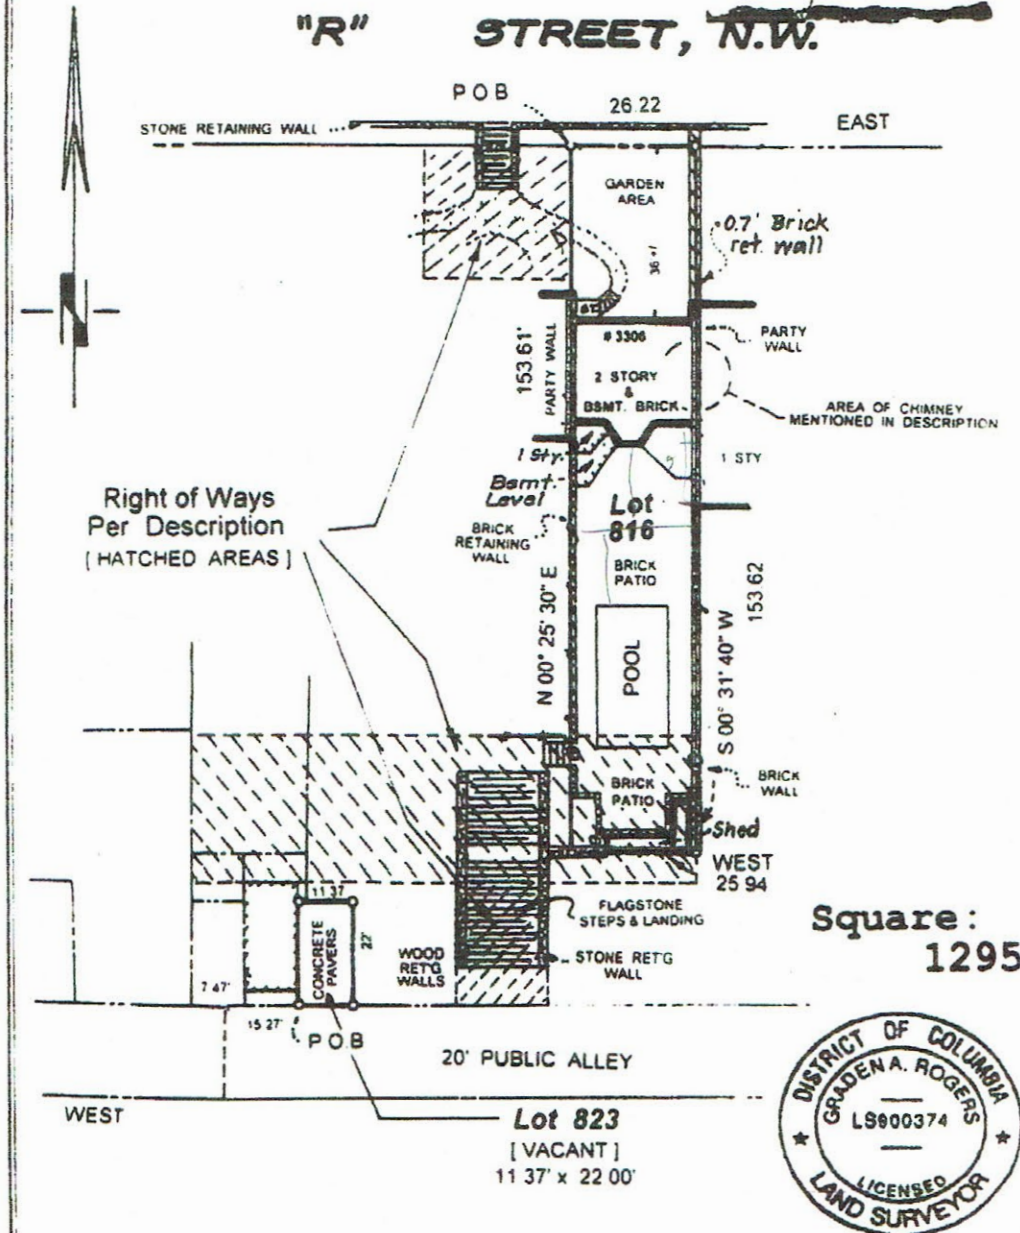 "R" STREET, N.W.
P O B
26.22
STONE RETAINING WALL
EAST
GARDEN
AREA
36 +/
0.7' Brick
ret. wall
153.61'
PARTY WALL
# 3306
2 STORY
&
BSMT. BRICK
PARTY
WALL
AREA OF CHIMNEY
MENTIONED IN DESCRIPTION
1 Sty.
Bsmt.
Level
1 STY
Right of Ways
Per Description
[ HATCHED AREAS ]
BRICK
RETAINING
WALL
Lot
816
BRICK
PATIO
N 00° 25' 30" E
POOL
153.62
S 00° 31' 40" W
BRICK
PATIO
BRICK
WALL
Shed
WEST
25 94
11 37
CONCRETE
PAVERS
22'
WOOD
RET'G
WALLS
FLAGSTONE
STEPS & LANDING
STONE RET'G
WALL
Square:
1295
7 47'
15 27'
P O B
20' PUBLIC ALLEY
WEST
Lot 823
[ VACANT ]
11 37' x 22 00'
DISTRICT OF COLUMBIA
GRADEN A. ROGERS
LS900374
LICENSED
LAND SURVEYOR